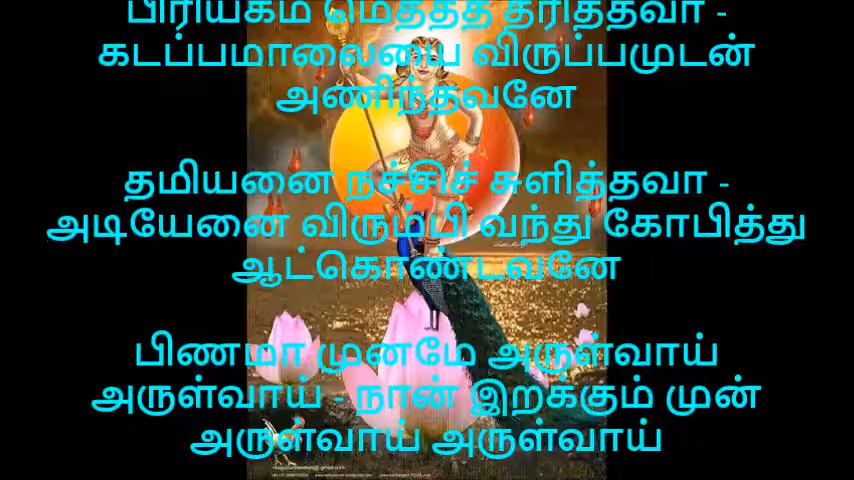 பிரியகம் மெத்தத் தரித்தவா -
கடப்பமாலையை விருப்பமுடன்
அணிந்தவனே
தமியனை நச்சிச் சுளித்தவா -
அடியேனை விரும்பி வந்து கோபித்து
ஆட்கொண்டவனே
பிணமா முனமே அருள்வாய்
அருள்வாய் - நான் இறக்கும் முன்
அருள்வாய் அருள்வாய்